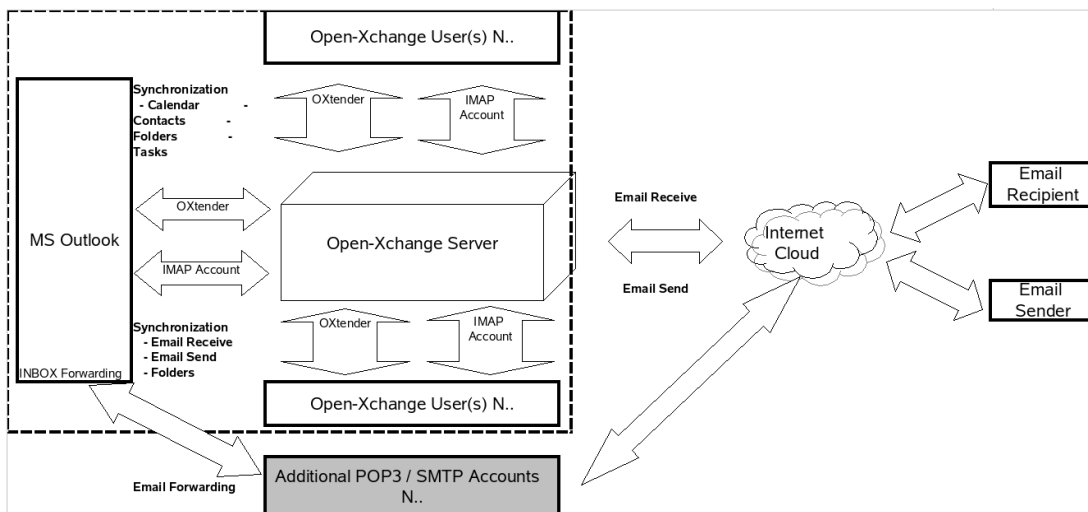 Open-Xchange User(s) N..
Synchronization
- Calendar -
Contacts -
Folders -
Tasks
OXtender
IMAP
Account
OXtender
MS Outlook
Open-Xchange Server
IMAP Account
Email Receive
Email Send
Internet
Cloud
Email
Recipient
Email
Sender
Synchronization
- Email Receive
- Email Send
- Folders
OXtender
IMAP
Account
INBOX Forwarding
Open-Xchange User(s) N..
Email Forwarding
Additional POP3 / SMTP Accounts
N..